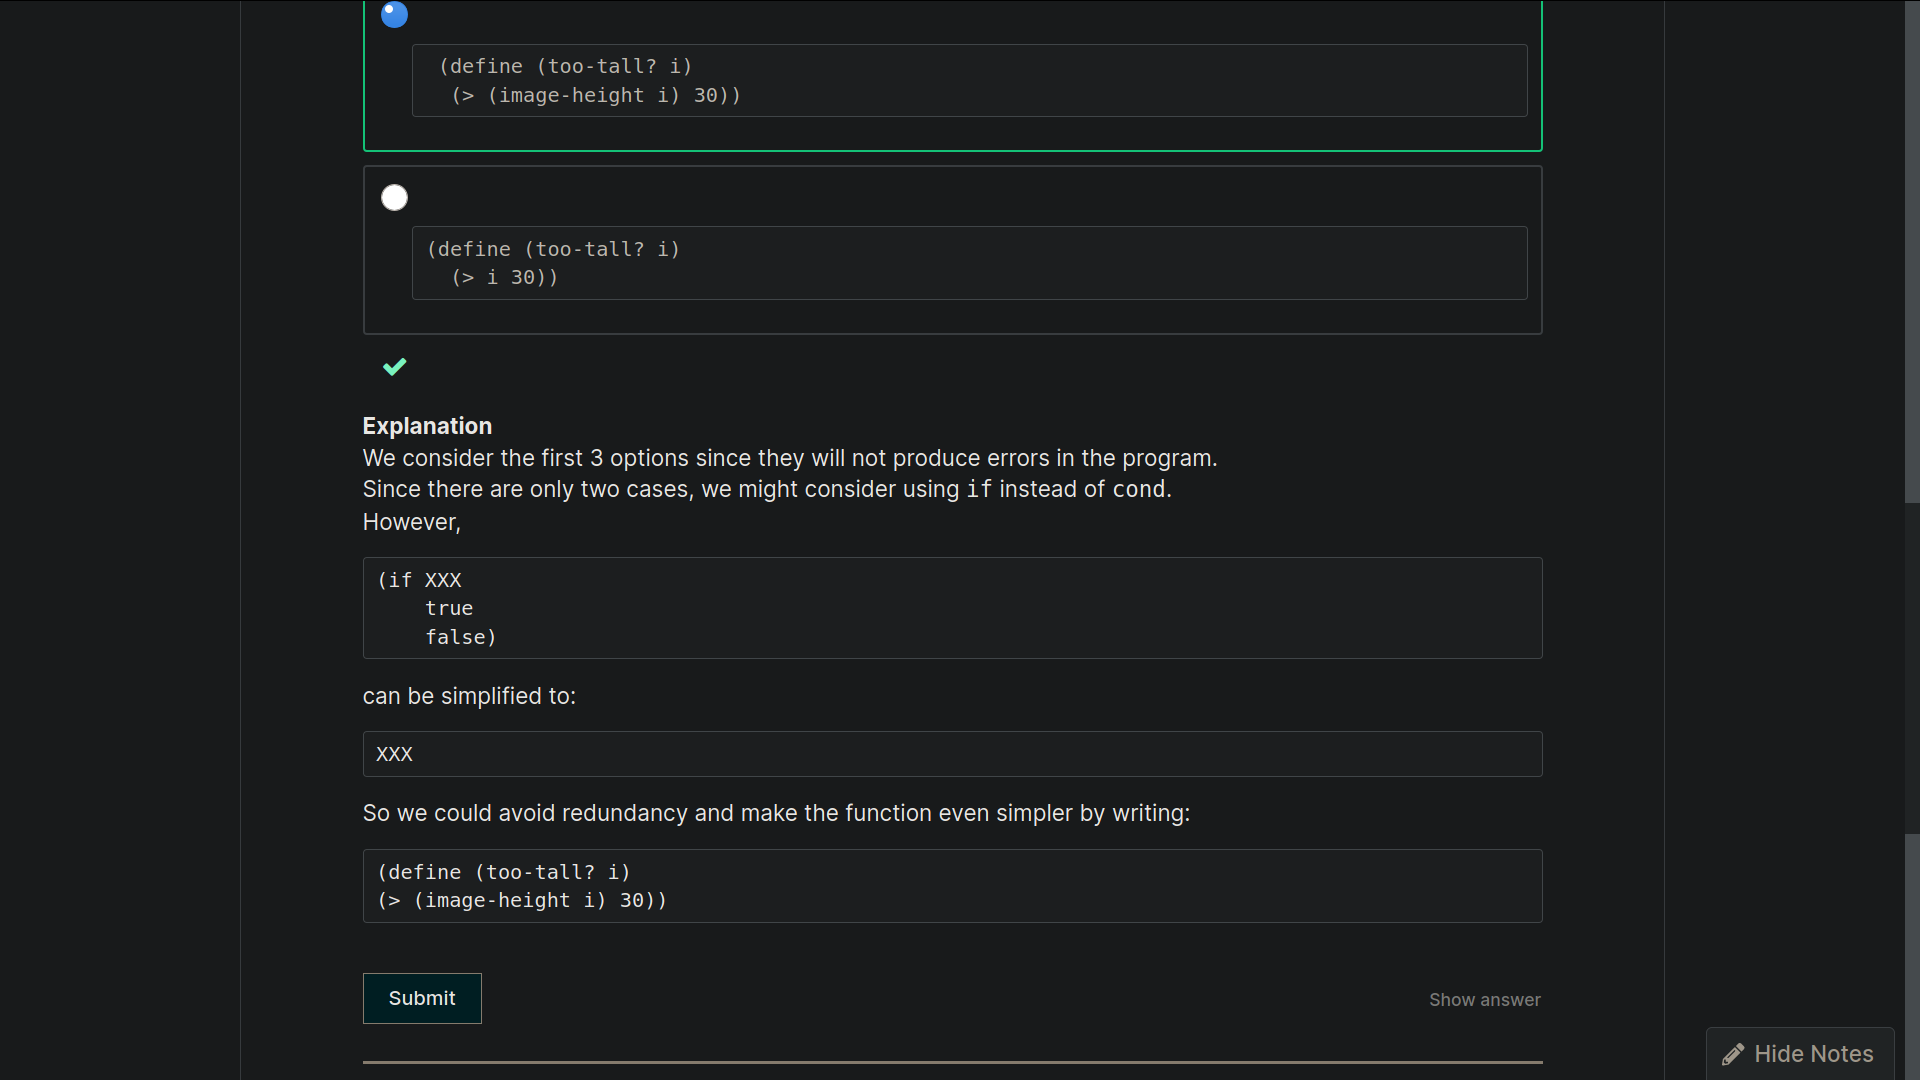 (define (too-tall? i)
(> (image-height i) 30))
(define (too-tall? i)
(> i 30))
Explanation
We consider the first 3 options since they will not produce errors in the program.
Since there are only two cases, we might consider using if instead of cond.
However,
(if XXX
true
false)
can be simplified to:
XXX
So we could avoid redundancy and make the function even simpler by writing:
(define (too-tall? i)
(> (image-height i) 30))
Submit
Show answer
Hide Notes